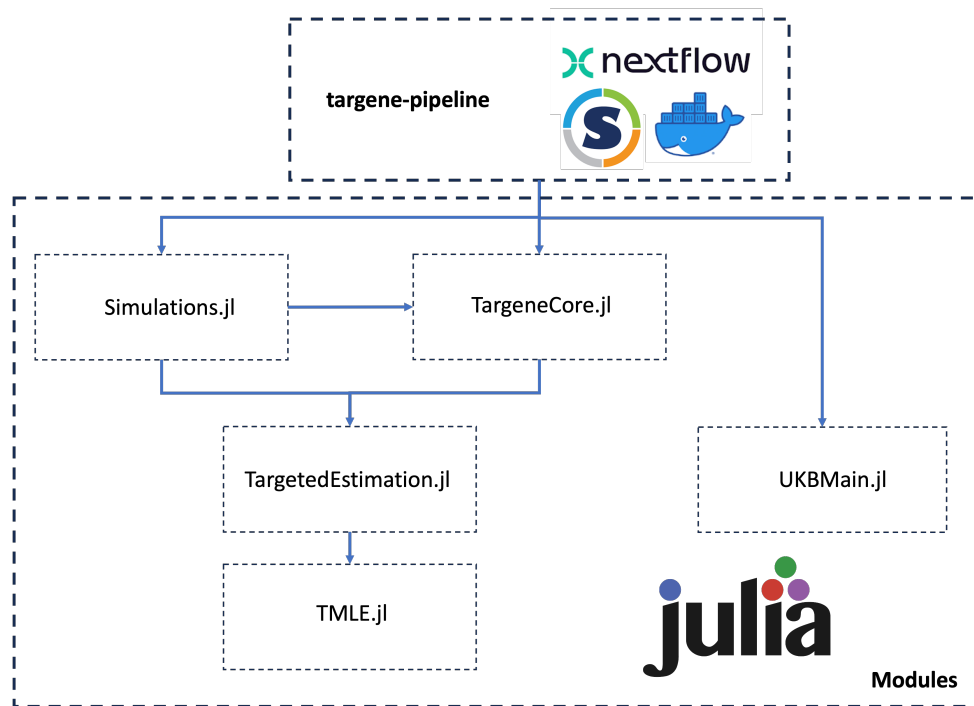 nextflow
targene-pipeline
S
Simulations.jl
TargeneCore.jl
TargetedEstimation.jl
UKBMain.jl
TMLE.jl
julia
Modules